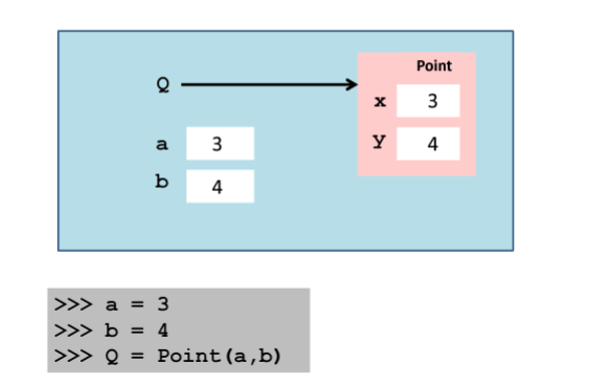 Point
Q
x 3
a 3
y 4
b 4
>>> a = 3
>>> b = 4
>>> Q = Point(a,b)